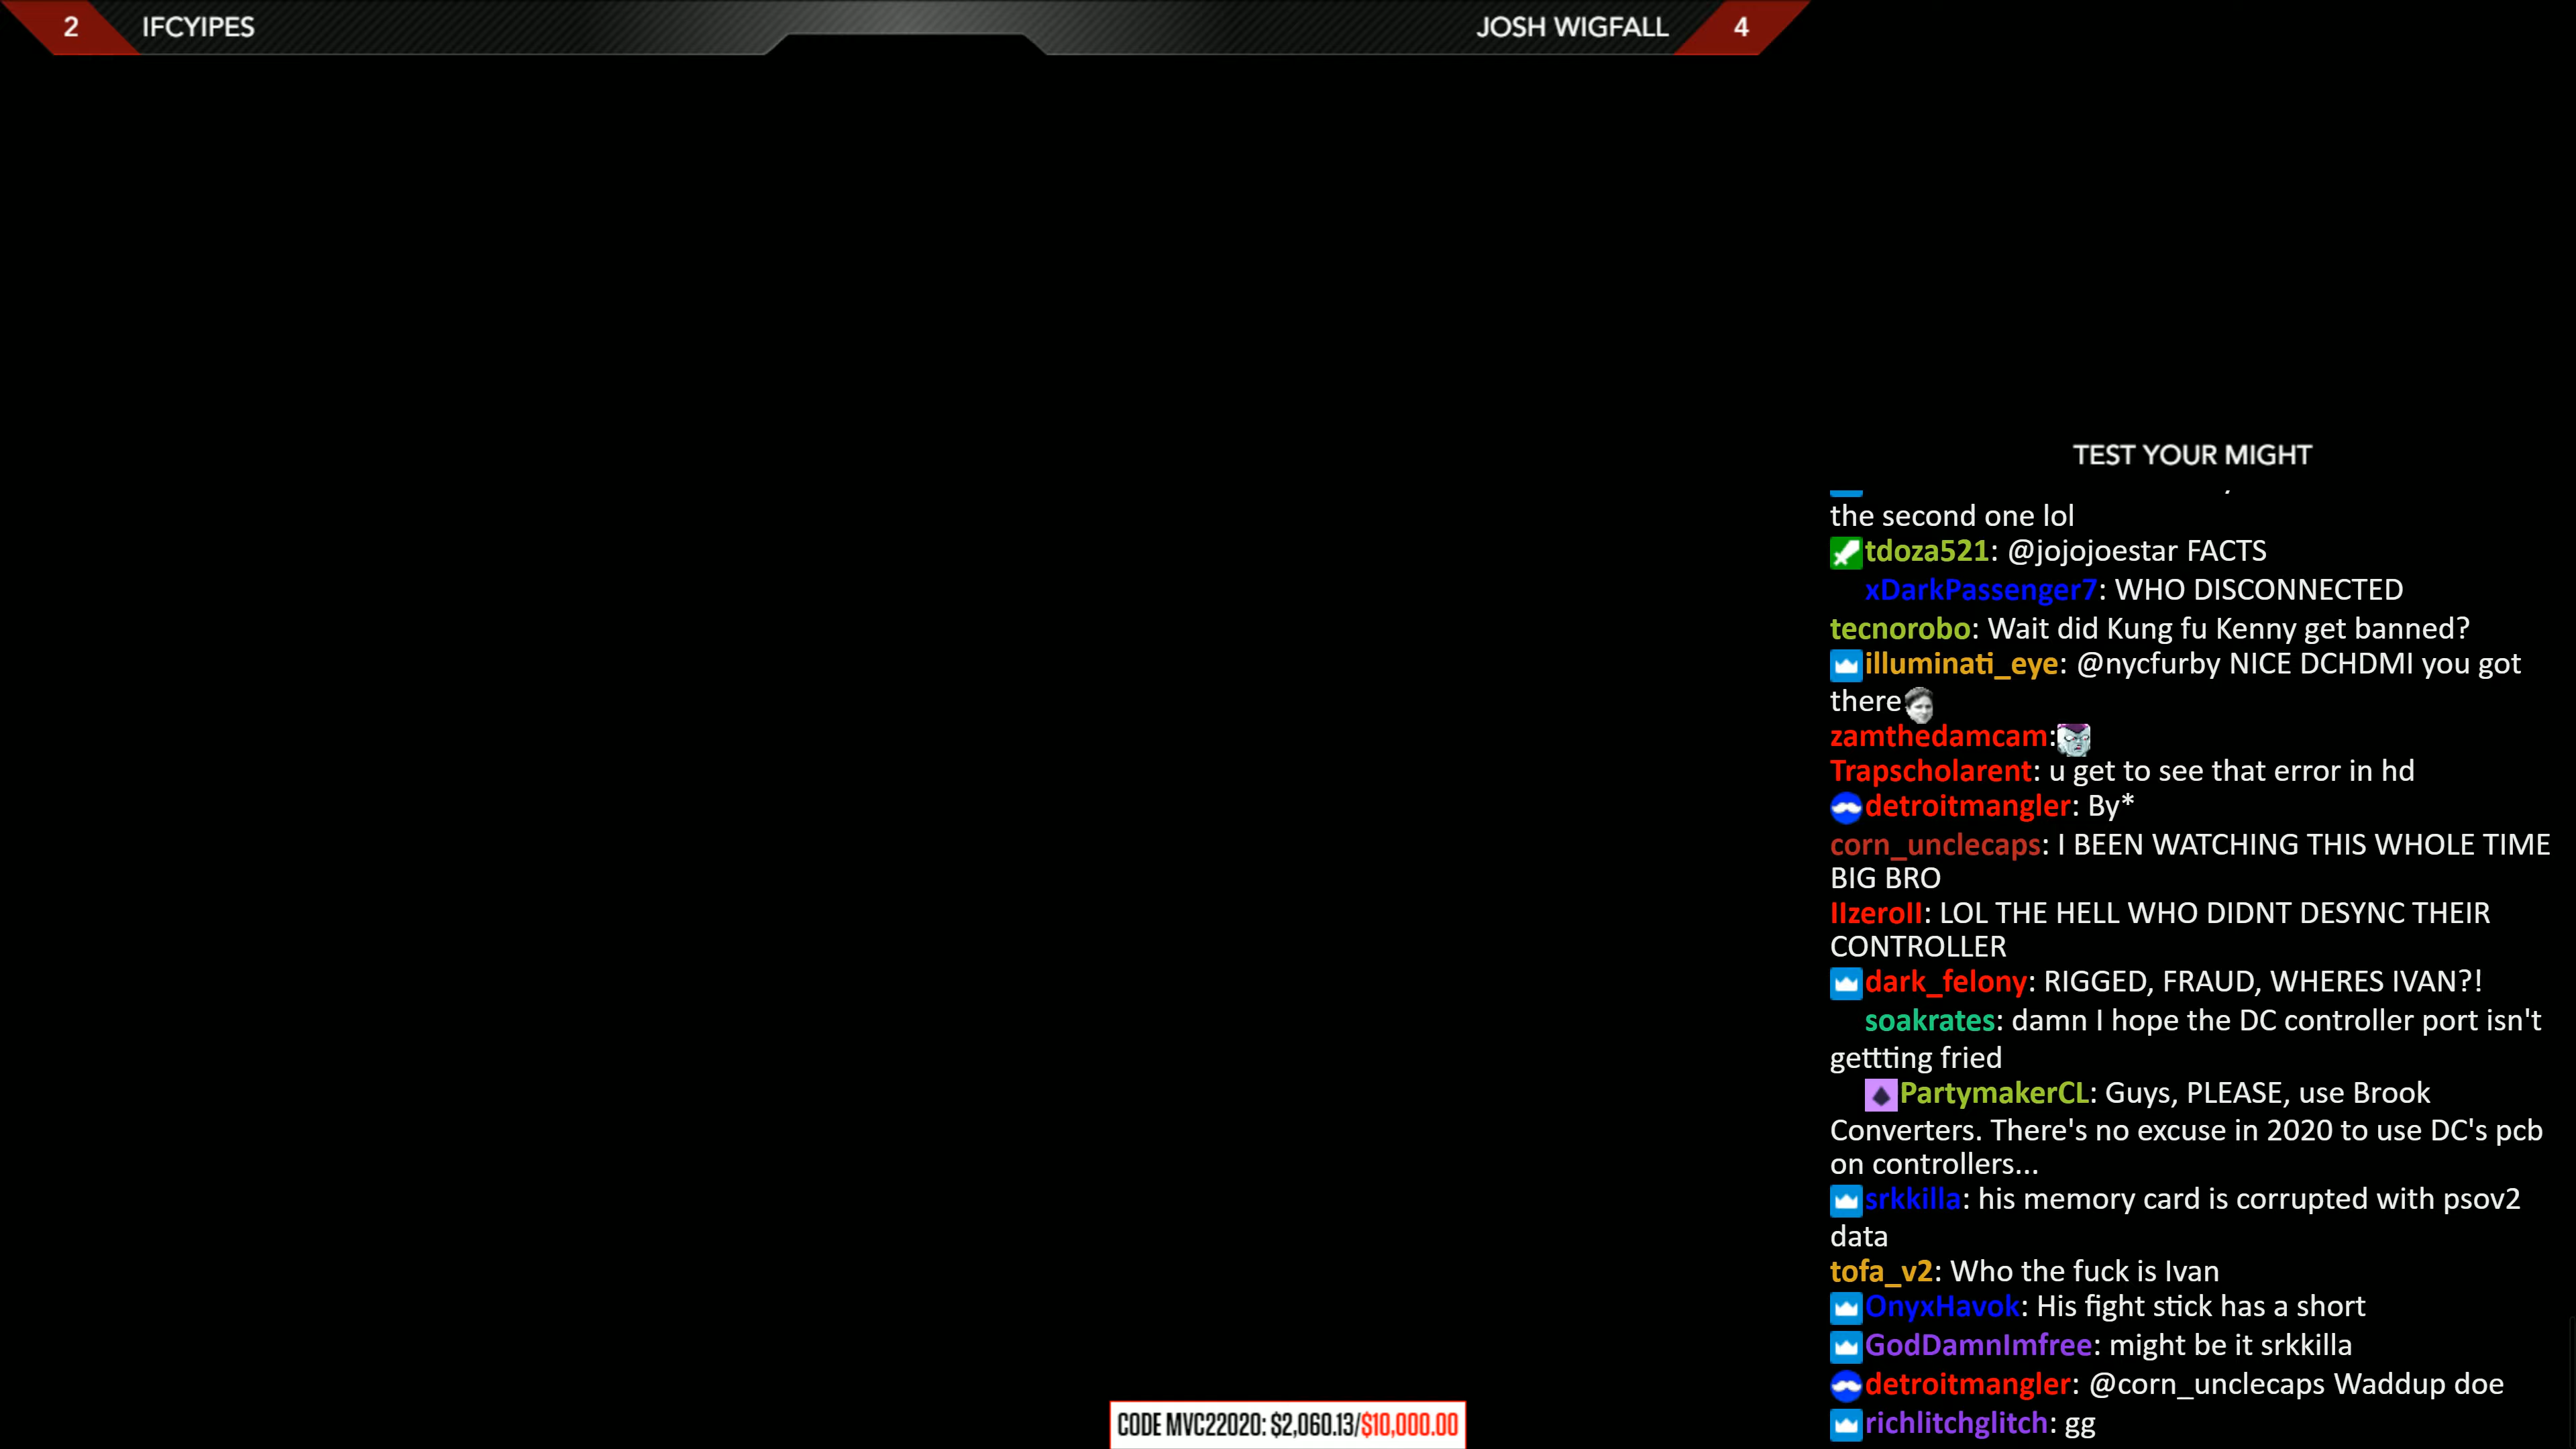 2 IFCYIPES JOSH WIGFALL 4
TEST YOUR MIGHT
the second one lol
tdoza521: @jojojoestar FACTS
xDarkPassenger7: WHO DISCONNECTED
tecnorobo: Wait did Kung fu Kenny get banned?
illuminati_eye: @nycfurby NICE DCHDMI you got
there
zamthedamcam:
Trapscholarent: u get to see that error in hd
detroitmangler: By*
corn_unclecaps: I BEEN WATCHING THIS WHOLE TIME
BIG BRO
IIzeroII: LOL THE HELL WHO DIDNT DESYNC THEIR
CONTROLLER
dark_felony: RIGGED, FRAUD, WHERES IVAN?!
soakrates: damn I hope the DC controller port isn't
gettting fried
PartymakerCL: Guys, PLEASE, use Brook
Converters. There's no excuse in 2020 to use DC's pcb
on controllers...
srkkilla: his memory card is corrupted with psov2
data
tofa_v2: Who the fuck is Ivan
OnyxHavok: His fight stick has a short
GodDamnImfree: might be it srkkilla
detroitmangler: @corn_unclecaps Waddup doe
richlitchglitch: gg
CODE MVC22020: $2,060.13/$10,000.00